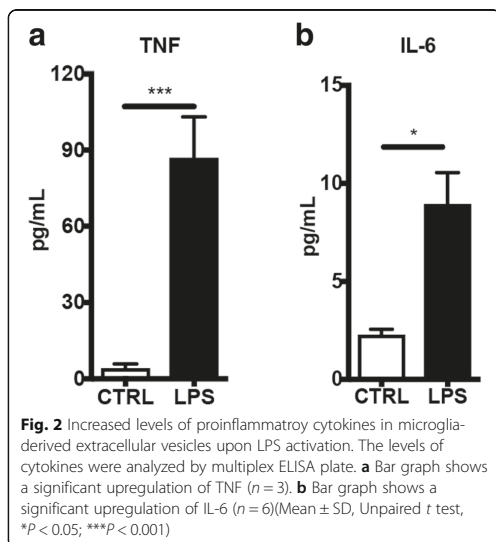 a
TNF
b
IL-6
120
90
60
30
0
pg/mL
***
CTRL LPS
15
10
5
0
pg/mL
*
CTRL LPS
Fig. 2 Increased levels of proinflammatroy cytokines in microglia-
derived extracellular vesicles upon LPS activation. The levels of
cytokines were analyzed by multiplex ELISA plate. a Bar graph shows
a significant upregulation of TNF (n = 3). b Bar graph shows a
significant upregulation of IL-6 (n = 6)(Mean ± SD, Unpaired t test,
*P < 0.05; ***P < 0.001)